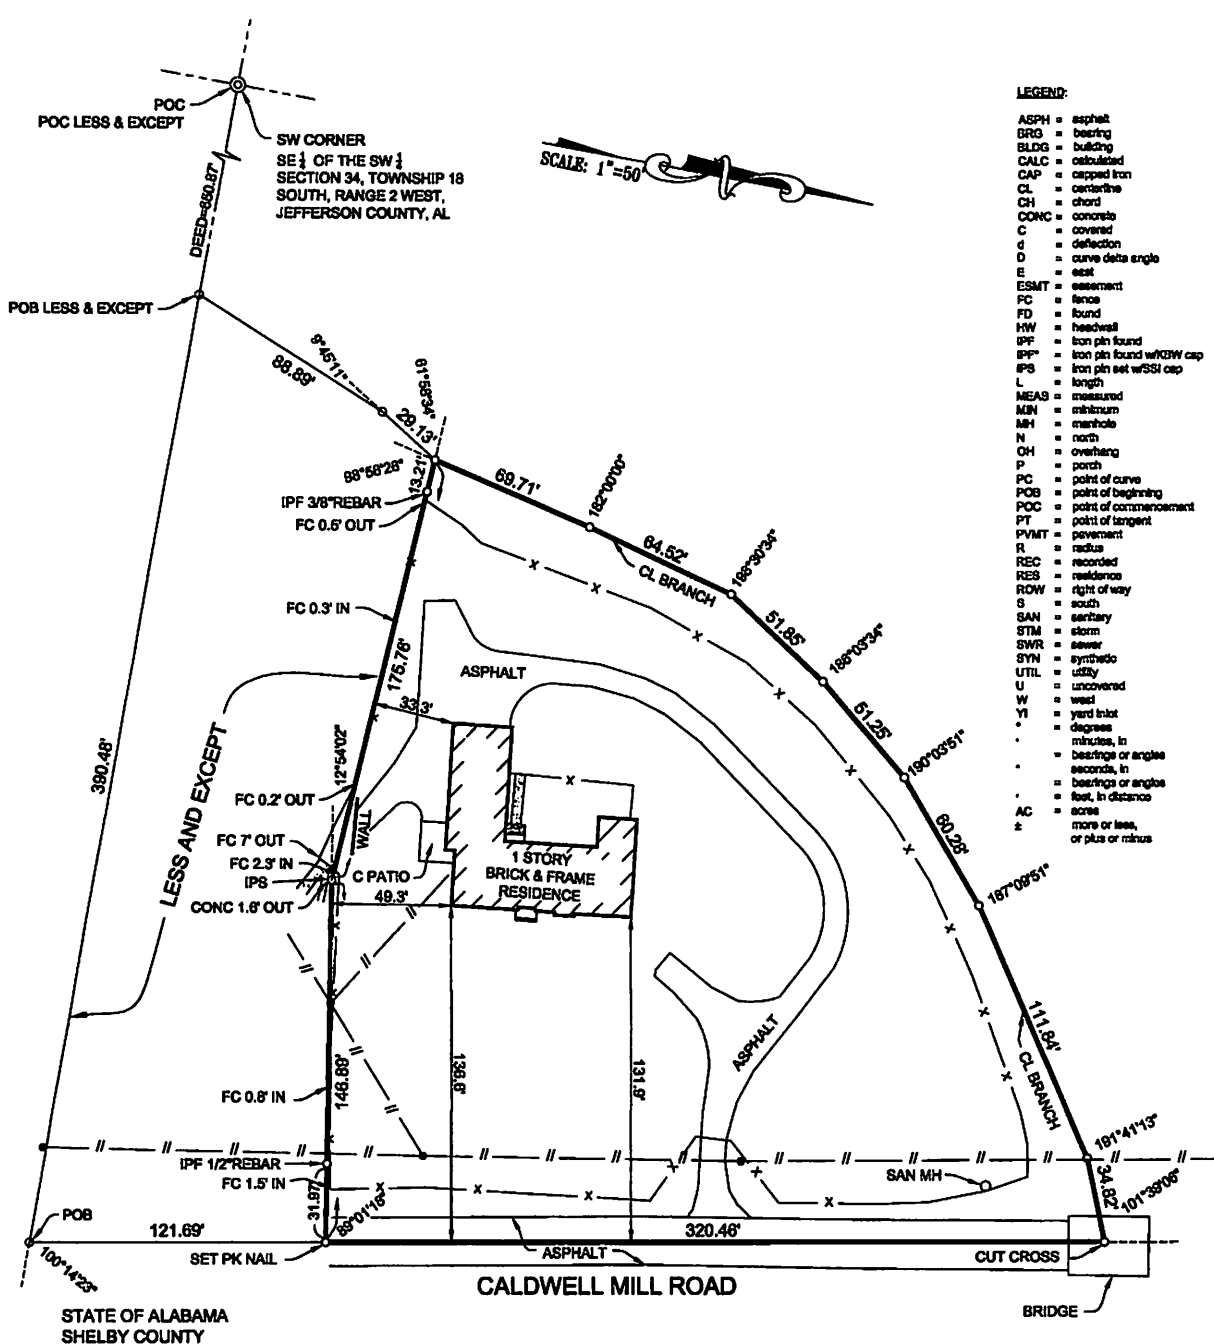 POC
POC LESS & EXCEPT
SW CORNER
SE ¼ OF THE SW ¼
SECTION 34, TOWNSHIP 18
SOUTH, RANGE 2 WEST,
JEFFERSON COUNTY, AL
SCALE: 1"=50'
DEED=650.87'
POB LESS & EXCEPT
88.89'
9°45'11"
29.13'
61°58'34"
88°58'28"
13.21'
IPF 3/8"REBAR
FC 0.5' OUT
69.71'
182°00'00"
64.52'
CL BRANCH
198°30'34"
51.85'
186°03'34"
51.25'
190°03'51"
60.28'
187°09'51"
111.84'
CL BRANCH
191°41'13"
34.82'
101°39'06"
FC 0.3' IN
175.76'
ASPHALT
33.3'
12°54'02"
390.48'
LESS AND EXCEPT
FC 0.2' OUT
WALL
FC 7' OUT
FC 2.3' IN
IPS
CONC 1.6' OUT
C PATIO
49.3'
1 STORY
BRICK & FRAME
RESIDENCE
136.6'
131.9'
ASPHALT
FC 0.8' IN
146.89'
IPF 1/2"REBAR
FC 1.5' IN
31.97'
89°01'16"
SAN MH
POB
121.69'
100°14'23"
SET PK NAIL
320.46'
ASPHALT
CUT CROSS
CALDWELL MILL ROAD
BRIDGE
STATE OF ALABAMA
SHELBY COUNTY
LEGEND:
ASPH = asphalt
BRG = bearing
BLDG = building
CALC = calculated
CAP = capped iron
CL = centerline
CH = chord
CONC = concrete
C = covered
d = deflection
D = curve delta angle
E = east
ESMT = easement
FC = fence
FD = found
HW = headwall
IPF = iron pin found
IPF* = iron pin found w/KBW cap
IPS = iron pin set w/SSI cap
L = length
MEAS = measured
MIN = minimum
MH = manhole
N = north
OH = overhang
P = porch
PC = point of curve
POB = point of beginning
POC = point of commencement
PT = point of tangent
PVMT = pavement
R = radius
REC = recorded
RES = residence
ROW = right of way
S = south
SAN = sanitary
STM = storm
SWR = sewer
SYN = synthetic
UTIL = utility
U = uncovered
W = west
YI = yard inlet
° = degrees
' minutes, in
= bearings or angles
" seconds, in
= bearings or angles
' = feet, in distance
AC = acres
± more or less,
or plus or minus